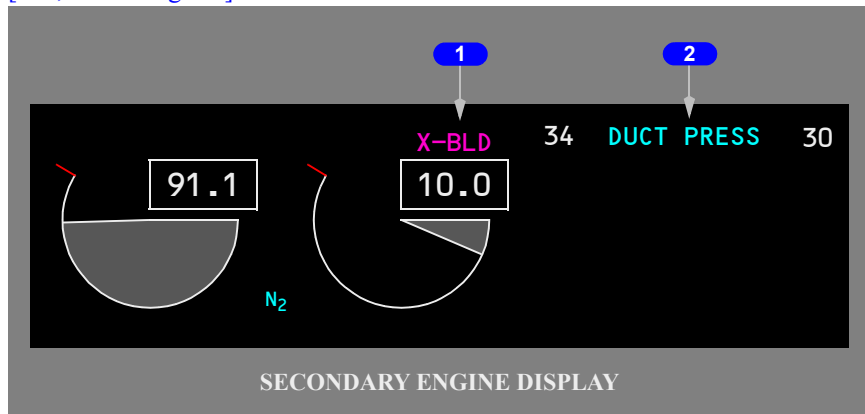 1 2
X-BLD 34 DUCT PRESS 30
91.1 10.0
N2
SECONDARY ENGINE DISPLAY